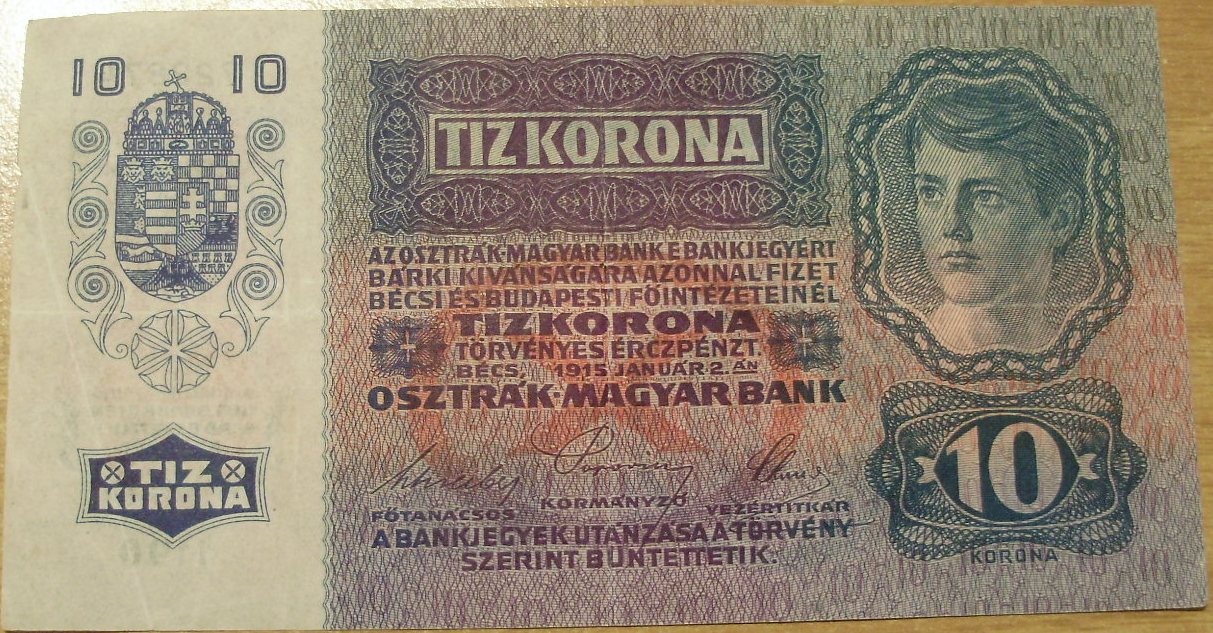 10 10
TIZ KORONA
AZ OSZTRÁK-MAGYAR BANK E BANKJEGYÉRT
BÁRKI KIVÁNSÁGÁRA AZONNAL FIZET
BÉCSI ÉS BUDAPESTI FŐINTÉZETEINÉL
TIZ KORONA
TÖRVÉNYES ÉRCZPÉNZT.
BÉCS, 1915 JANUÁR 2. ÁN
OSZTRÁK-MAGYAR BANK
FŐTANÁCSOS
KORMÁNYZÓ
VEZÉRTITKÁR
A BANKJEGYEK UTÁNZÁSA A TÖRVÉNY
SZERINT BÜNTETTETIK.
TIZ
KORONA
10
KORONA